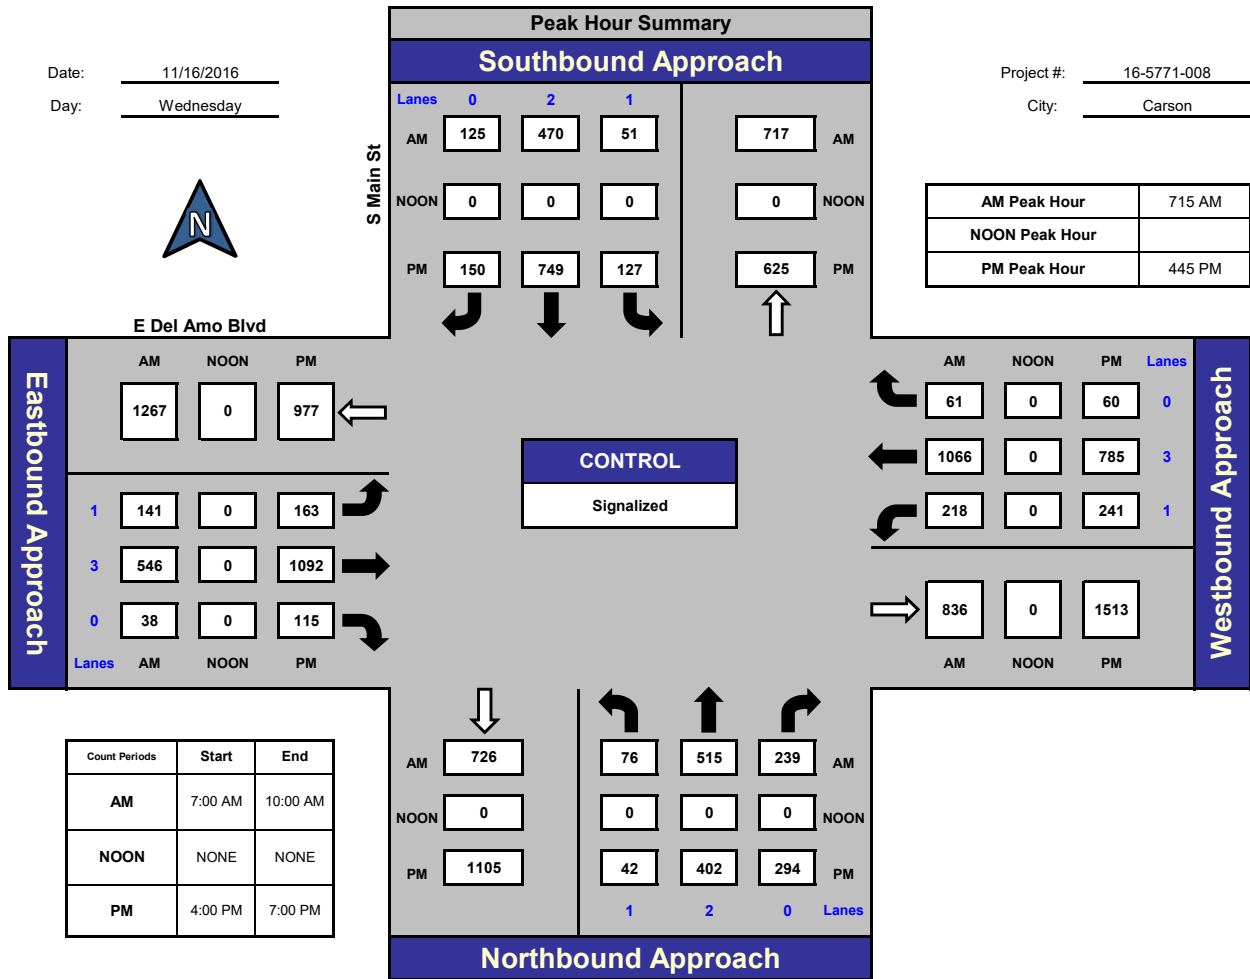 Peak Hour Summary
Southbound Approach
Date: 11/16/2016
Day: Wednesday
Project #: 16-5771-008
City: Carson
N
S Main St
Lanes 0 2 1
AM 125 470 51 717 AM
NOON 0 0 0 0 NOON
PM 150 749 127 625 PM
AM Peak Hour 715 AM
NOON Peak Hour
PM Peak Hour 445 PM
E Del Amo Blvd
Eastbound Approach
AM NOON PM
1267 0 977
1 141 0 163
3 546 0 1092
0 38 0 115
Lanes AM NOON PM
CONTROL
Signalized
AM NOON PM Lanes
61 0 60 0
1066 0 785 3
218 0 241 1
836 0 1513
AM NOON PM
Westbound Approach
Count Periods Start End
AM 7:00 AM 10:00 AM
NOON NONE NONE
PM 4:00 PM 7:00 PM
AM 726 76 515 239 AM
NOON 0 0 0 0 NOON
PM 1105 42 402 294 PM
1 2 0 Lanes
Northbound Approach